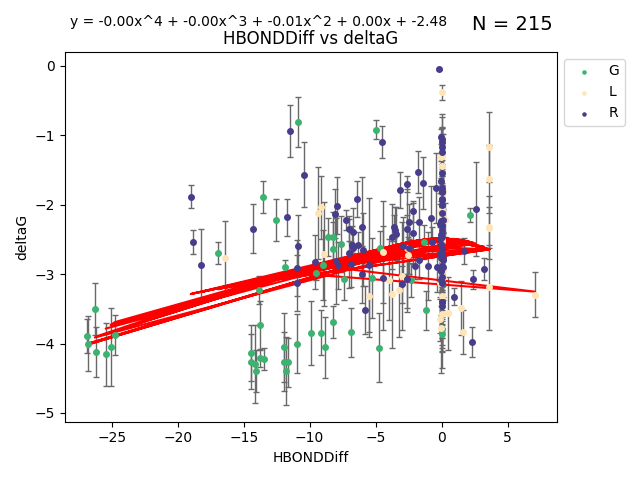 y = -0.00x^4 + -0.00x^3 + -0.01x^2 + 0.00x + -2.48 N = 215
HBONDDiff vs deltaG
G
L
R
deltaG
0
−1
−2
−3
−4
−5
−25 −20 −15 −10 −5 0 5
HBONDDiff